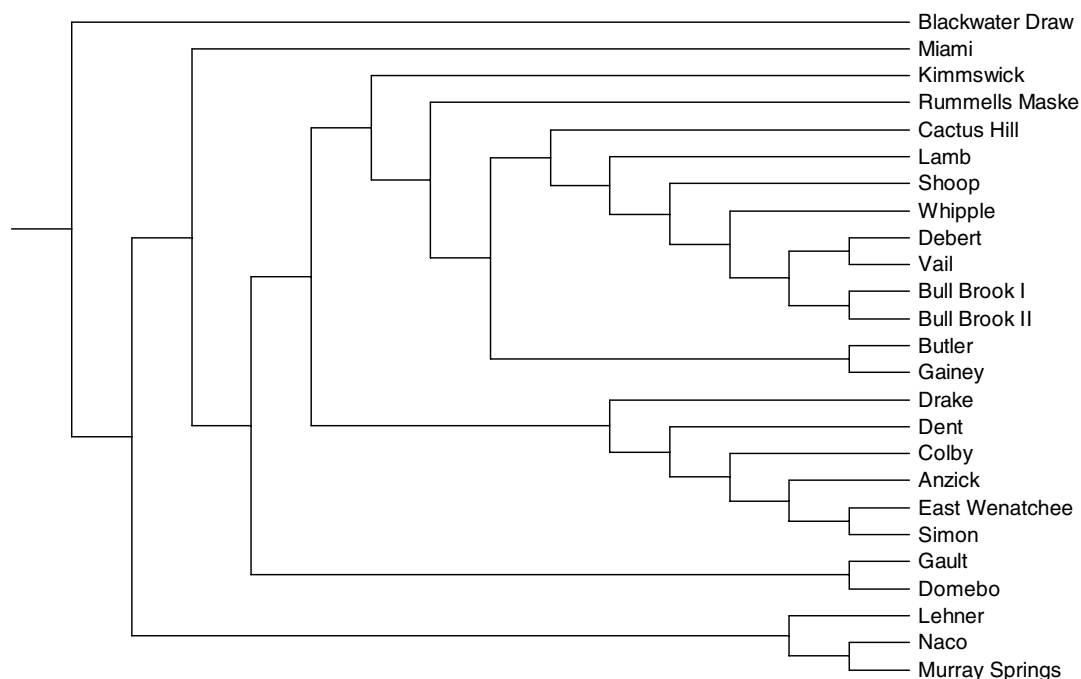 Blackwater Draw
Miami
Kimmswick
Rummells Maske
Cactus Hill
Lamb
Shoop
Whipple
Debert
Vail
Bull Brook I
Bull Brook II
Butler
Gainey
Drake
Dent
Colby
Anzick
East Wenatchee
Simon
Gault
Domebo
Lehner
Naco
Murray Springs